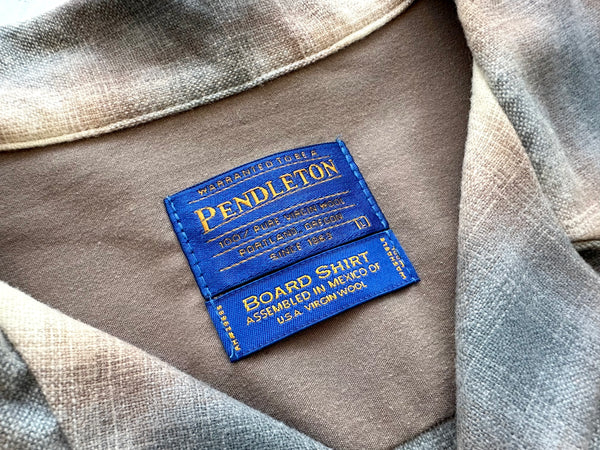 WARRANTED TO BE A
PENDLETON
100% PURE VIRGIN WOOL
PORTLAND, OREGON
SINCE 1863
BOARD SHIRT
ASSEMBLED IN MEXICO OF
U.S.A. VIRGIN WOOL